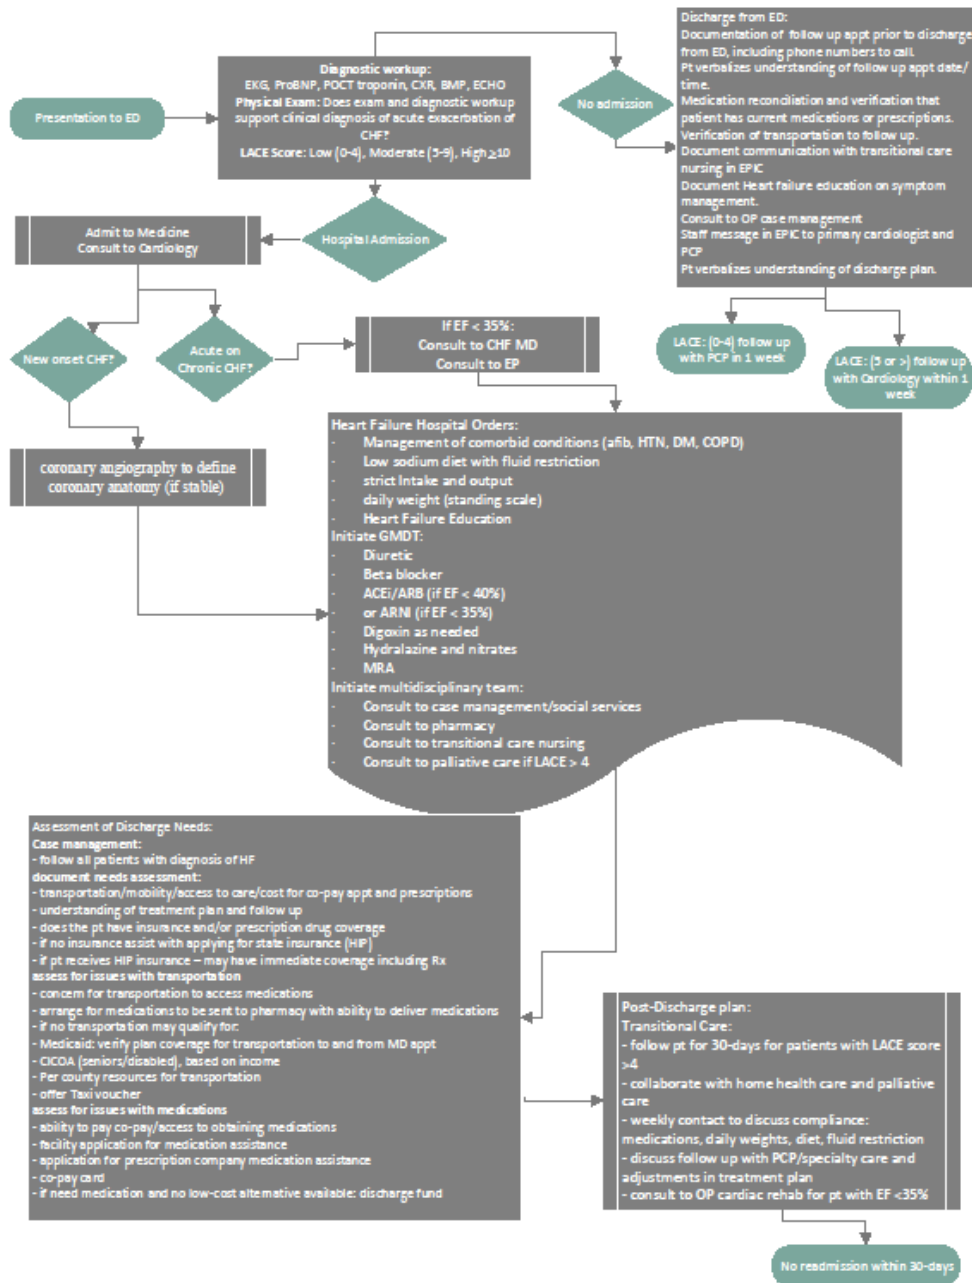 Presentation to ED
Diagnostic workup:
EKG, ProBNP, POCT troponin, CXR, BMP, ECHO
Physical Exam: Does exam and diagnostic workup
support clinical diagnosis of acute exacerbation of
CHF?
LACE Score: Low (0-4), Moderate (5-9), High ≥10
No admission
Discharge from ED:
Documentation of follow up appt prior to discharge
from ED, including phone numbers to call.
Pt verbalizes understanding of follow up appt date/
time.
Medication reconciliation and verification that
patient has current medications or prescriptions.
Verification of transportation to follow up.
Document communication with transitional care
nursing in EPIC
Document Heart failure education on symptom
management.
Consult to OP case management
Staff message in EPIC to primary cardiologist and
PCP
Pt verbalizes understanding of discharge plan.
LACE: (0-4) follow up
with PCP in 1 week
LACE: (5 or >) follow up
with Cardiology within 1
week
Hospital Admission
Admit to Medicine
Consult to Cardiology
New onset CHF?
Acute on
Chronic CHF?
If EF < 35%:
Consult to CHF MD
Consult to EP
coronary angiography to define
coronary anatomy (if stable)
Heart Failure Hospital Orders:
- Management of comorbid conditions (afib, HTN, DM, COPD)
- Low sodium diet with fluid restriction
- strict Intake and output
- daily weight (standing scale)
- Heart Failure Education
Initiate GMDT:
- Diuretic
- Beta blocker
- ACEi/ARB (if EF < 40%)
- or ARNI (if EF < 35%)
- Digoxin as needed
- Hydralazine and nitrates
- MRA
Initiate multidisciplinary team:
- Consult to case management/social services
- Consult to pharmacy
- Consult to transitional care nursing
- Consult to palliative care if LACE > 4
Assessment of Discharge Needs:
Case management:
- follow all patients with diagnosis of HF
document needs assessment:
- transportation/mobility/access to care/cost for co-pay appt and prescriptions
- understanding of treatment plan and follow up
- does the pt have insurance and/or prescription drug coverage
- if no insurance assist with applying for state insurance (HIP)
- if pt receives HIP insurance – may have immediate coverage including Rx
assess for issues with transportation
- concern for transportation to access medications
- arrange for medications to be sent to pharmacy with ability to deliver medications
- if no transportation may qualify for:
- Medicaid: verify plan coverage for transportation to and from MD appt
- CICOA (seniors/disabled), based on income
- Per county resources for transportation
- offer Taxi voucher
assess for issues with medications
- ability to pay co-pay/access to obtaining medications
- facility application for medication assistance
- application for prescription company medication assistance
- co-pay card
- if need medication and no low-cost alternative available: discharge fund
Post-Discharge plan:
Transitional Care:
- follow pt for 30-days for patients with LACE score
>4
- collaborate with home health care and palliative
care
- weekly contact to discuss compliance:
medications, daily weights, diet, fluid restriction
- discuss follow up with PCP/specialty care and
adjustments in treatment plan
- consult to OP cardiac rehab for pt with EF <35%
No readmission within 30-days